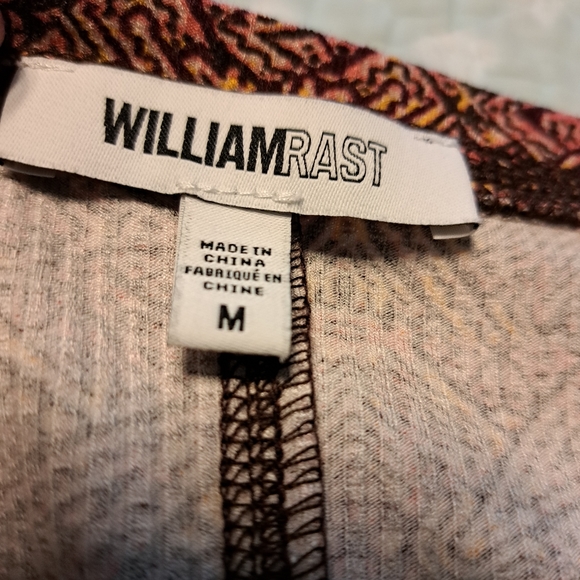 WILLIAMRAST
MADE IN
CHINA
FABRIQUÉ EN
CHINE
M